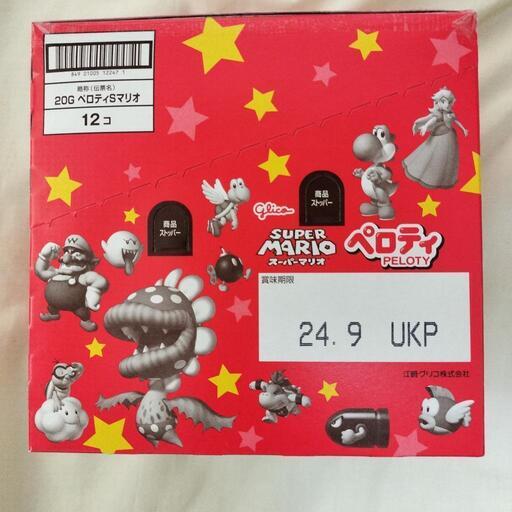 849 01005 12247 1
略称(伝票名)
20G ペロティSマリオ
12コ
商品
ストッパー
商品
ストッパー
Glico
SUPER
MARIO
スーパーマリオ
ペロティ
PELOTY
賞味期限
24.9 UKP
江崎グリコ株式会社